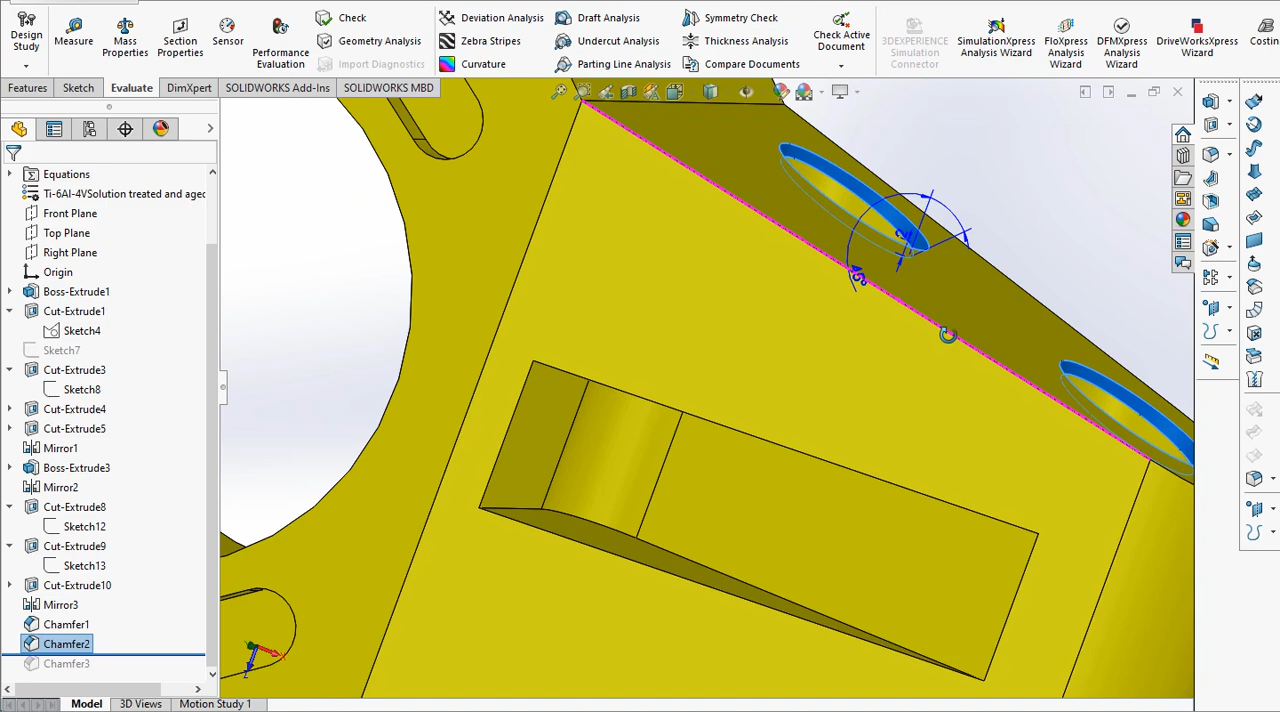 Design Study
Measure
Mass Properties
Section Properties
Sensor
Performance Evaluation
Check
Geometry Analysis
Import Diagnostics
Deviation Analysis
Zebra Stripes
Curvature
Draft Analysis
Undercut Analysis
Parting Line Analysis
Symmetry Check
Thickness Analysis
Compare Documents
Check Active Document
3DEXPERIENCE Simulation Connector
SimulationXpress Analysis Wizard
FloXpress Analysis Wizard
DFMXpress Analysis Wizard
DriveWorksXpress Wizard
Costin
Features
Sketch
Evaluate
DimXpert
SOLIDWORKS Add-Ins
SOLIDWORKS MBD
Equations
Ti-6Al-4VSolution treated and aged
Front Plane
Top Plane
Right Plane
Origin
Boss-Extrude1
Cut-Extrude1
Sketch4
Sketch7
Cut-Extrude3
Sketch8
Cut-Extrude4
Cut-Extrude5
Mirror1
Boss-Extrude3
Mirror2
Cut-Extrude8
Sketch12
Cut-Extrude9
Sketch13
Cut-Extrude10
Mirror3
Chamfer1
Chamfer2
Chamfer3
45°
Model
3D Views
Motion Study 1